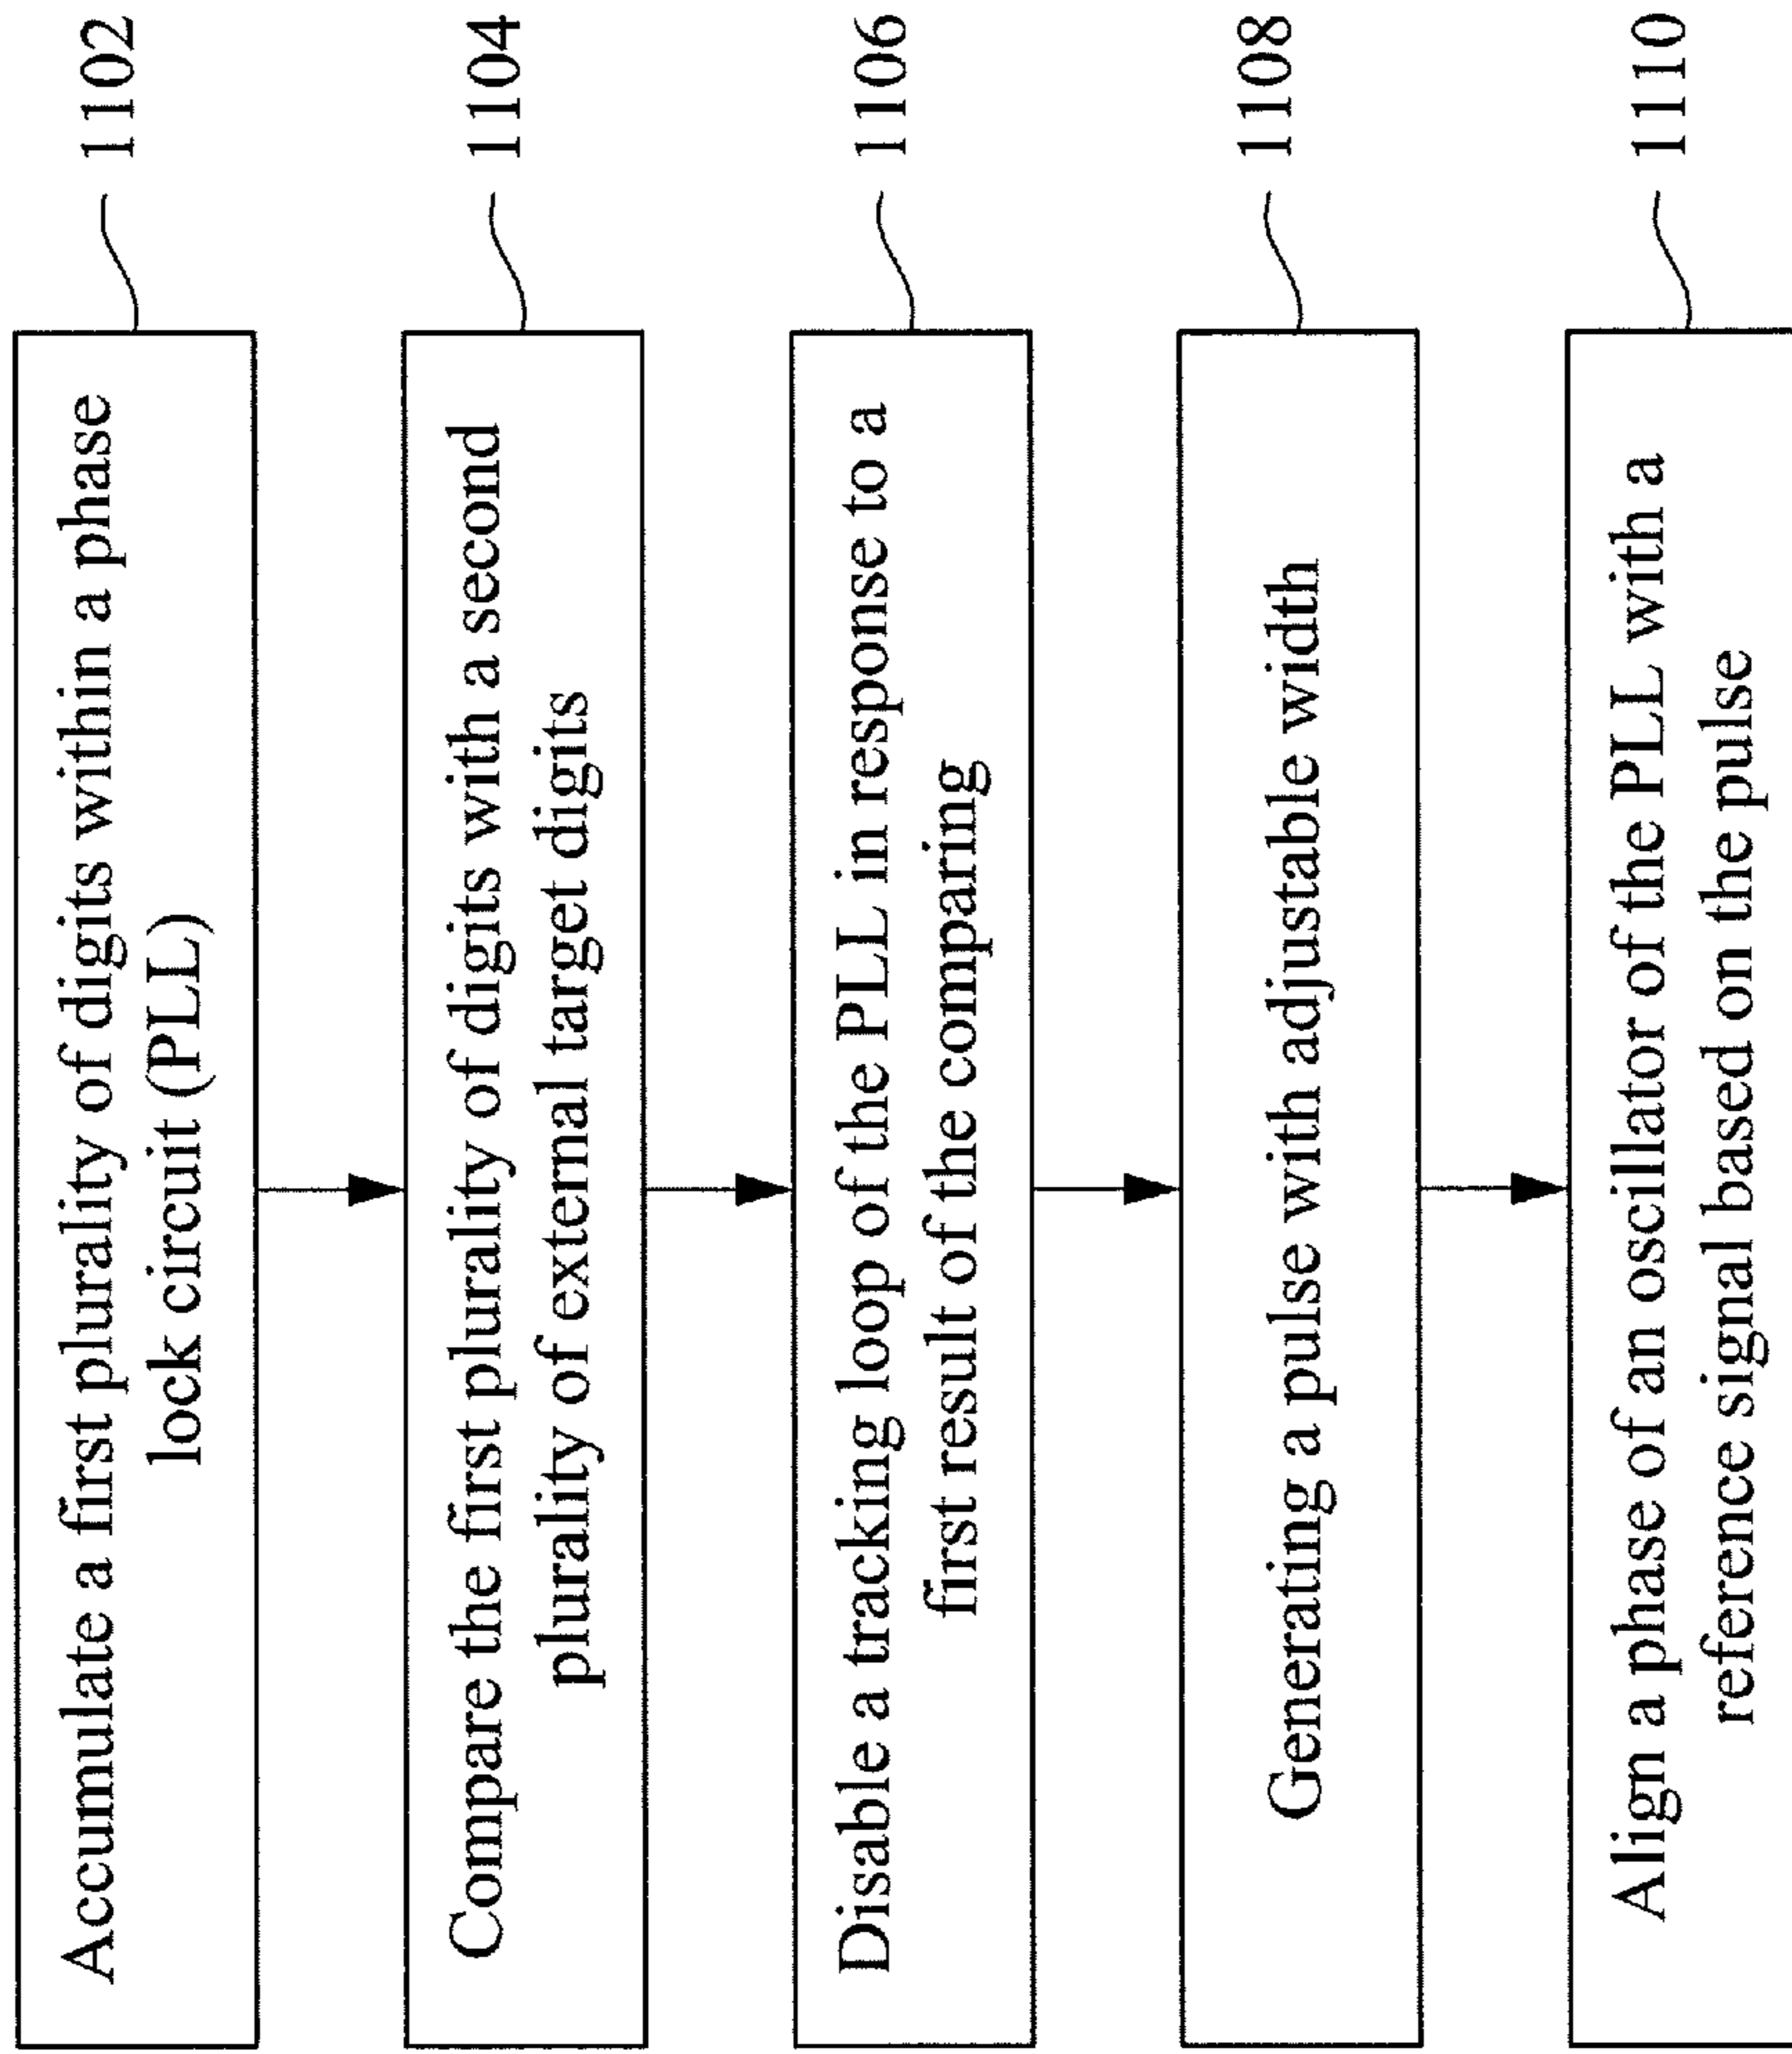 Accumulate a first plurality of digits within a phase
lock circuit (PLL)
1102
Compare the first plurality of digits with a second
plurality of external target digits
1104
Disable a tracking loop of the PLL in response to a
first result of the comparing
1106
Generating a pulse with adjustable width
1108
Align a phase of an oscillator of the PLL with a
reference signal based on the pulse
1110